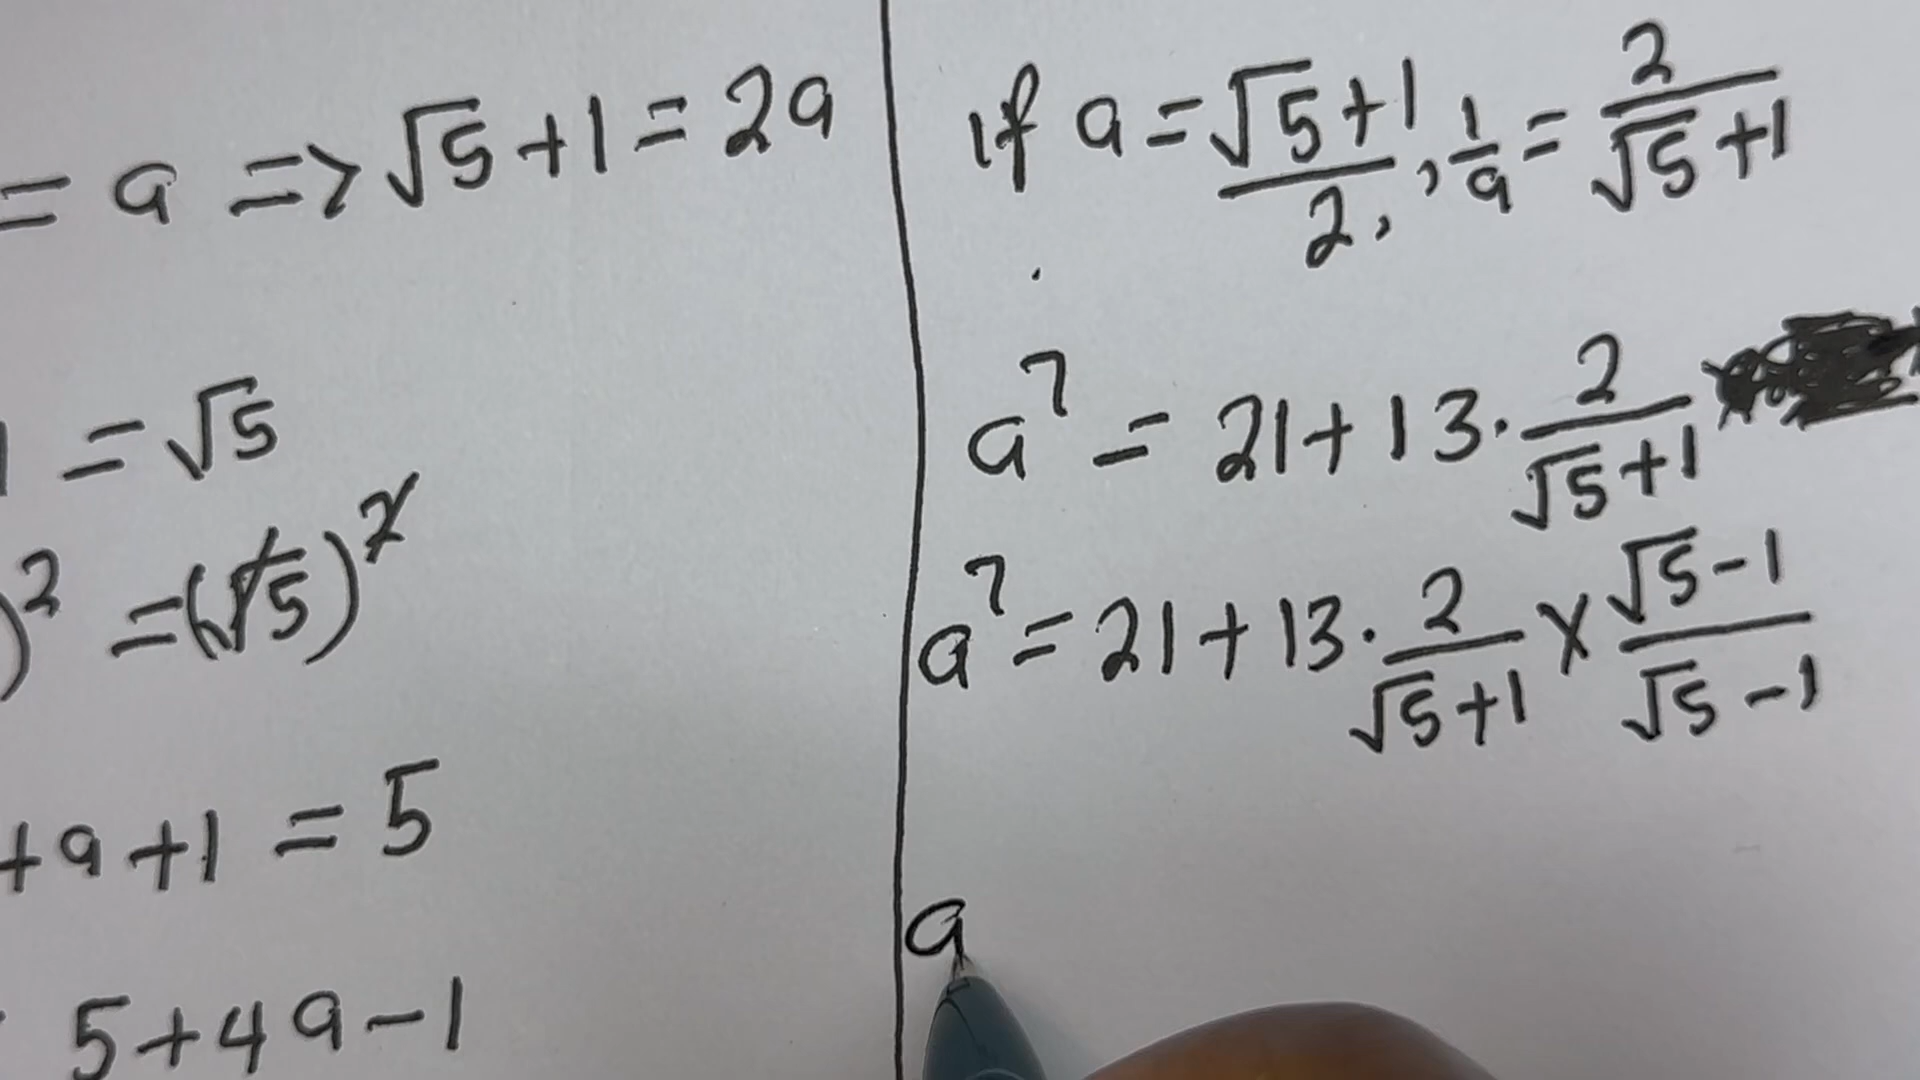 = a => √5 + 1 = 2a
= √5
)² = (√5)²
+ a + 1 = 5
5 + 4a - 1
if a = (√5 + 1)/2, , 1/a = 2/(√5 + 1)
a⁷ = 21 + 13 · 2/(√5 + 1)
a⁷ = 21 + 13 · 2/(√5 + 1) × (√5 - 1)/(√5 - 1)
a